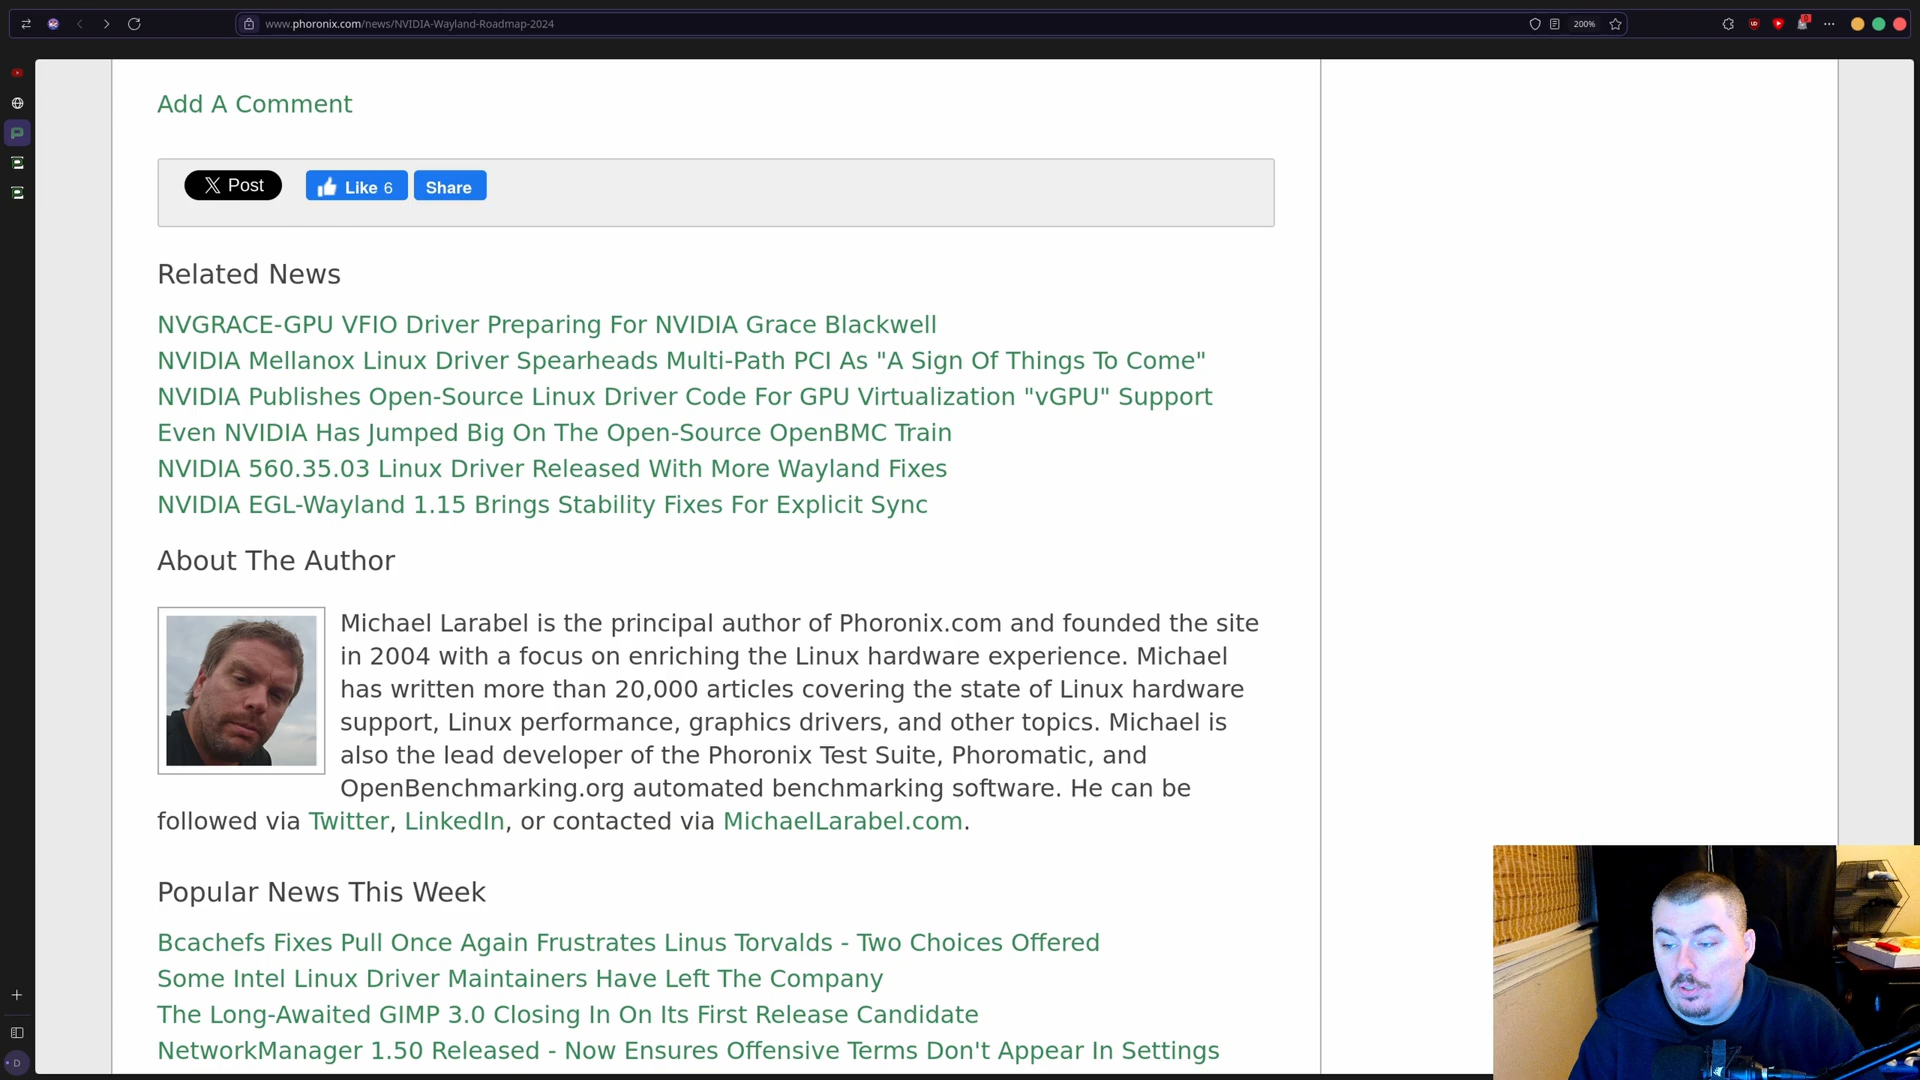 www.phoronix.com/news/NVIDIA-Wayland-Roadmap-2024
200%
Add A Comment
Post
Like 6
Share
Related News
NVGRACE-GPU VFIO Driver Preparing For NVIDIA Grace Blackwell
NVIDIA Mellanox Linux Driver Spearheads Multi-Path PCI As "A Sign Of Things To Come"
NVIDIA Publishes Open-Source Linux Driver Code For GPU Virtualization "vGPU" Support
Even NVIDIA Has Jumped Big On The Open-Source OpenBMC Train
NVIDIA 560.35.03 Linux Driver Released With More Wayland Fixes
NVIDIA EGL-Wayland 1.15 Brings Stability Fixes For Explicit Sync
About The Author
Michael Larabel is the principal author of Phoronix.com and founded the site
in 2004 with a focus on enriching the Linux hardware experience. Michael
has written more than 20,000 articles covering the state of Linux hardware
support, Linux performance, graphics drivers, and other topics. Michael is
also the lead developer of the Phoronix Test Suite, Phoromatic, and
OpenBenchmarking.org automated benchmarking software. He can be
followed via Twitter, LinkedIn, or contacted via MichaelLarabel.com.
Popular News This Week
Bcachefs Fixes Pull Once Again Frustrates Linus Torvalds - Two Choices Offered
Some Intel Linux Driver Maintainers Have Left The Company
The Long-Awaited GIMP 3.0 Closing In On Its First Release Candidate
NetworkManager 1.50 Released - Now Ensures Offensive Terms Don't Appear In Settings
D